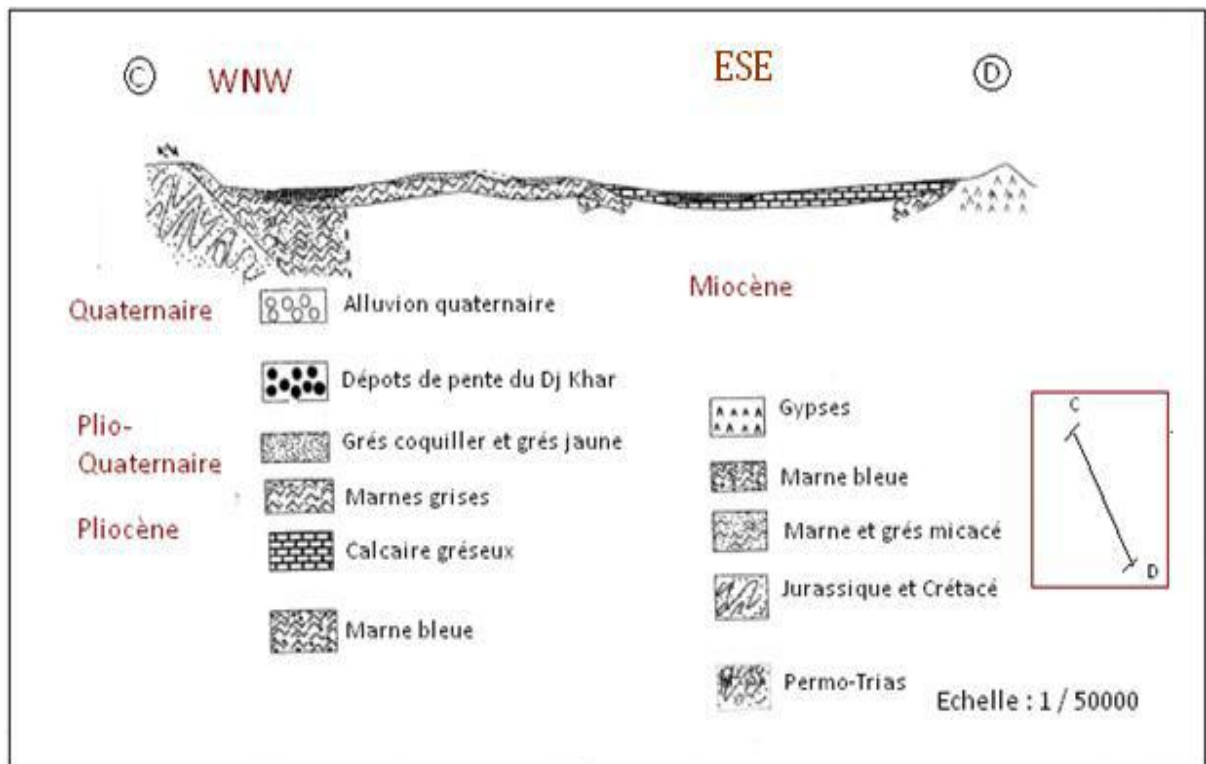 C WNW ESE D
Quaternaire
Alluvion quaternaire
Dépots de pente du Dj Khar
Plio-
Quaternaire
Grés coquiller et grés jaune
Marnes grises
Pliocène
Calcaire gréseux
Marne bleue
Miocène
Gypses
Marne bleue
Marne et grés micacé
Jurassique et Crétacé
Permo-Trias
C
D
Echelle : 1 / 50000